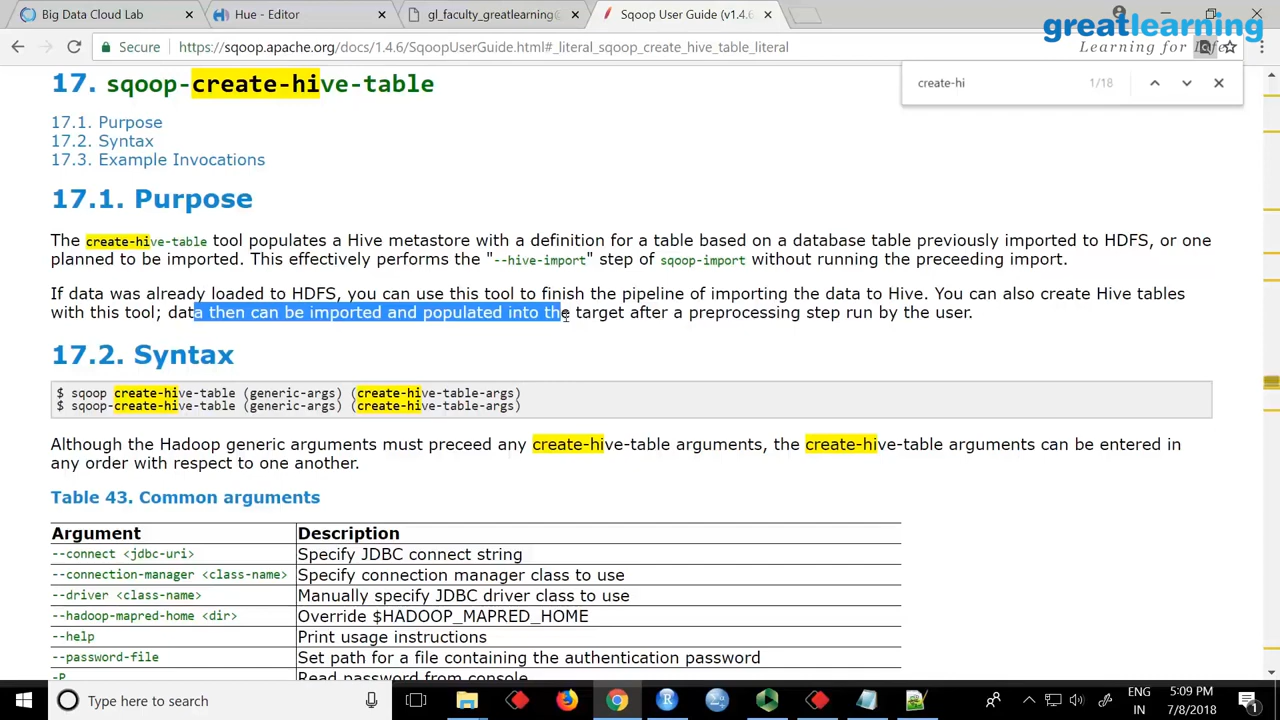 Big Data Cloud Lab
Hue - Editor
gl_faculty_greatlearning@
Sqoop User Guide (v1.4.6
greatlearning
Learning for Life
Secure
https://sqoop.apache.org/docs/1.4.6/SqoopUserGuide.html#_literal_sqoop_create_hive_table_literal
create-hi
1/18
17. sqoop-create-hive-table
17.1. Purpose
17.2. Syntax
17.3. Example Invocations
17.1. Purpose
The create-hive-table tool populates a Hive metastore with a definition for a table based on a database table previously imported to HDFS, or one
planned to be imported. This effectively performs the "--hive-import" step of sqoop-import without running the preceeding import.
If data was already loaded to HDFS, you can use this tool to finish the pipeline of importing the data to Hive. You can also create Hive tables
with this tool; data then can be imported and populated into the target after a preprocessing step run by the user.
17.2. Syntax
$ sqoop create-hive-table (generic-args) (create-hive-table-args)
$ sqoop-create-hive-table (generic-args) (create-hive-table-args)
Although the Hadoop generic arguments must preceed any create-hive-table arguments, the create-hive-table arguments can be entered in
any order with respect to one another.
Table 43. Common arguments
Argument Description
--connect <jdbc-uri> Specify JDBC connect string
--connection-manager <class-name> Specify connection manager class to use
--driver <class-name> Manually specify JDBC driver class to use
--hadoop-mapred-home <dir> Override $HADOOP_MAPRED_HOME
--help Print usage instructions
--password-file Set path for a file containing the authentication password
-P Read password from console
Type here to search
ENG
IN
5:09 PM
7/8/2018
1